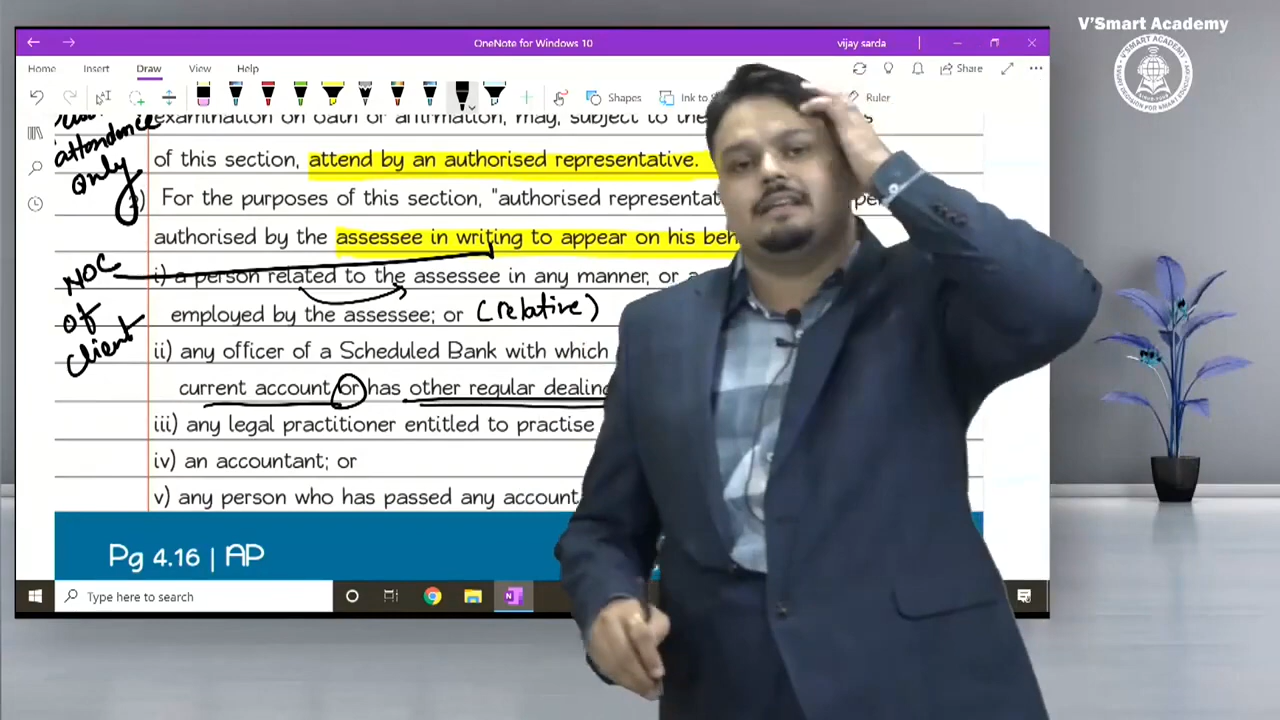 V'Smart Academy
OneNote for Windows 10
vijay sarda
Home Insert Draw View Help
Share
Shapes
Ink to
Ruler
attendance
only
examination on oath or affirmation, may, subject to the
of this section, attend by an authorised representative.
For the purposes of this section, "authorised representat
authorised by the assessee in writing to appear on his beh
NOC
of
client
i) a person related to the assessee in any manner, or a
employed by the assessee; or (relative)
ii) any officer of a Scheduled Bank with which
current account or has other regular dealing
iii) any legal practitioner entitled to practise
iv) an accountant; or
v) any person who has passed any account
Pg 4.16 | AP
Type here to search